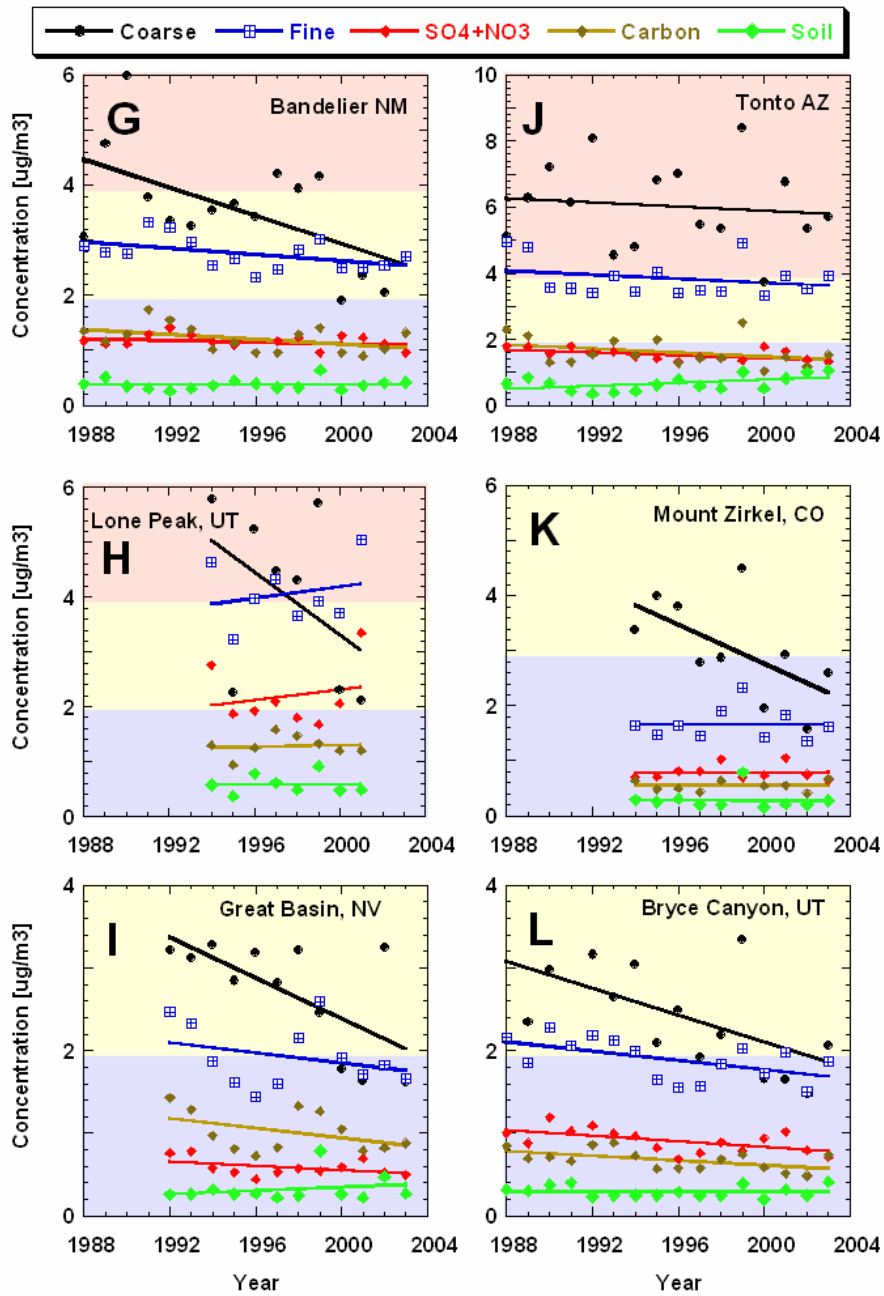 Coarse Fine SO4+NO3 Carbon Soil
G
Bandelier NM
Concentration [ug/m3]
6
4
2
0
1988 1992 1996 2000 2004
J
Tonto AZ
10
8
6
4
2
0
1988 1992 1996 2000 2004
Lone Peak, UT
H
Concentration [ug/m3]
6
4
2
0
1988 1992 1996 2000 2004
K
Mount Zirkel, CO
6
4
2
0
1988 1992 1996 2000 2004
I
Great Basin, NV
Concentration [ug/m3]
4
2
0
1988 1992 1996 2000 2004
Year
L
Bryce Canyon, UT
4
2
0
1988 1992 1996 2000 2004
Year